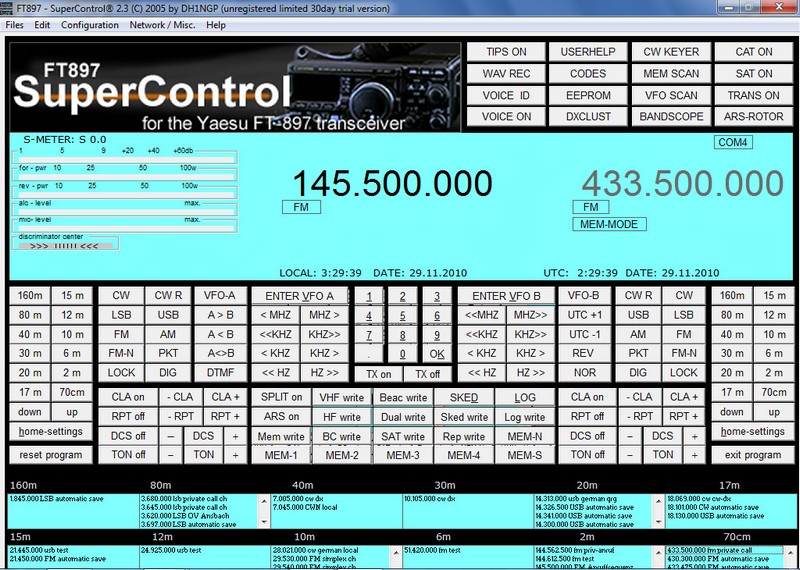 FT897 - SuperControl® 2.3 (C) 2005 by DH1NGP (unregistered limited 30day trial version)
Files Edit Configuration Network / Misc. Help
FT897
SuperControl
for the Yaesu FT-897 transceiver
TIPS ON USERHELP CW KEYER CAT ON
WAV REC CODES MEM SCAN SAT ON
VOICE ID EEPROM VFO SCAN TRANS ON
VOICE ON DXCLUST BANDSCOPE ARS-ROTOR
S-METER: S 0.0
COM4
1 5 9 +20 +40 +60db
for - pwr 10 25 50 100w
rev - pwr 10 25 50 100w
alc - level max.
mic- level max.
discriminator center
>>> |||||| <<<
145.500.000
FM
433.500.000
FM
MEM-MODE
LOCAL: 3:29:39 DATE: 29.11.2010 UTC: 2:29:39 DATE: 29.11.2010
160m 15 m CW CW R VFO-A ENTER VFO A 1 2 3 ENTER VFO B VFO-B CW R CW 160m 15 m
80 m 12 m LSB USB A > B < MHZ MHZ > 4 5 6 <<MHZ MHZ>> UTC +1 USB LSB 80 m 12 m
40 m 10 m FM AM A < B <<KHZ KHZ>> 7 8 9 <<KHZ KHZ>> UTC -1 AM FM 40 m 10 m
30 m 6 m FM-N PKT A<>B < KHZ KHZ > . 0 OK < KHZ KHZ > REV PKT FM-N 30 m 6 m
20 m 2 m LOCK DIG DTMF << HZ HZ >> TX on TX off << HZ HZ >> NOR DIG LOCK 20 m 2 m
17 m 70cm CLA on - CLA CLA + SPLIT on VHF write Beac write SKED LOG CLA on - CLA CLA + 17 m 70cm
down up RPT off - RPT RPT + ARS on HF write Dual write Sked write Log write RPT off - RPT RPT + down up
home-settings DCS off - DCS + Mem write BC write SAT write Rep write MEM-N DCS off - DCS + home-settings
reset program TON off - TON + MEM-1 MEM-2 MEM-3 MEM-4 MEM-S TON off - TON + exit program
160m 80m 40m 30m 20m 17m
1.845.000 LSB automatic save
3.680.000 lsb private call ch
3.645.000 lsb private call ch
3.620.000 LSB OV Ansbach
3.697.000 LSB automatic save
7.005.000 cw dx
7.045.000 CWN local
10.105.000 cw dx
14.313.000 usb german qrg
14.326.500 USB automatic save
14.341.000 USB automatic save
14.300.000 USB automatic save
18.069.000 cw cw-dx
18.101.000 CW automatic save
18.130.000 USB automatic save
15m 12m 10m 6m 2m 70cm
21.445.000 usb test
21.450.000 FM automatic save
24.925.000 usb test
28.021.000 cw german local
29.530.000 FM simplex ch
29.540.000 FM simplex ch
51.420.000 fm test
144.562.500 fm priv-anruf
144.612.500 fm test
145.500.000 FM Anruffrequenz
433.500.000 fm private call
430.300.000 FM automatic save
430.475.000 FM automatic save